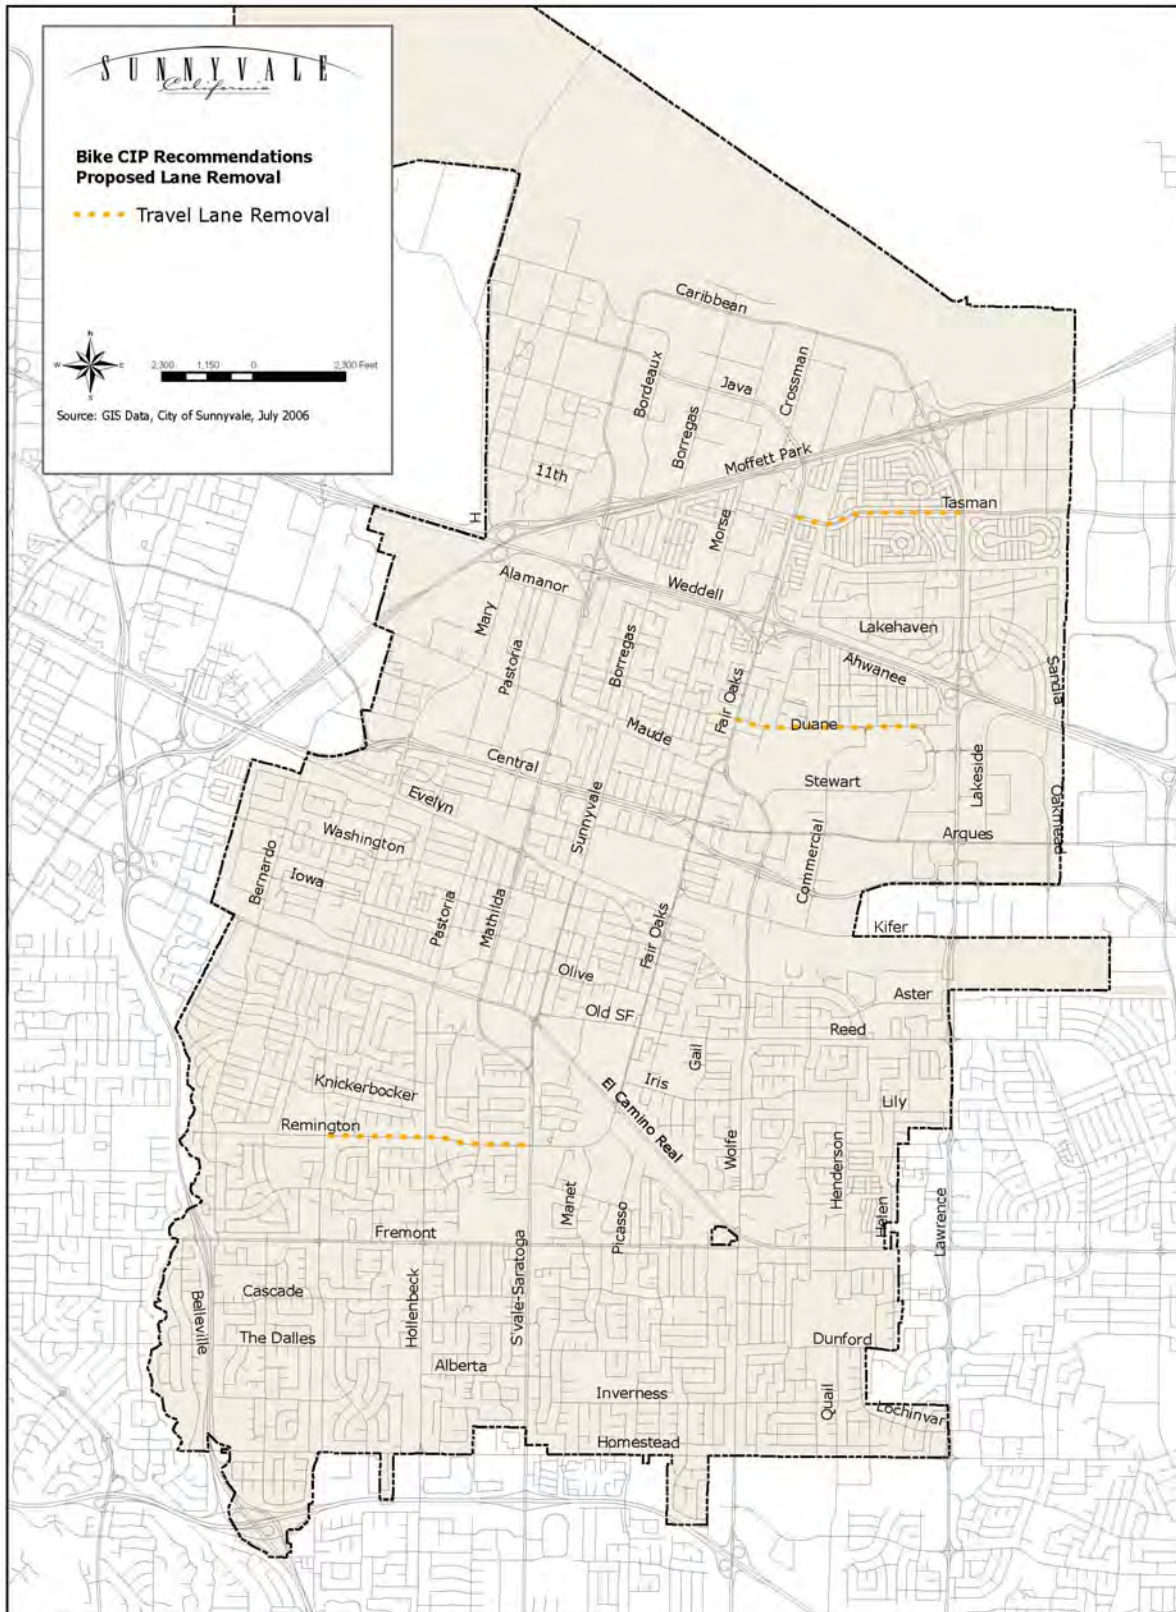 SUNNYVALE
California
Bike CIP Recommendations
Proposed Lane Removal
Travel Lane Removal
N
W E
S
2,300 1,150 0 2,300 Feet
Source: GIS Data, City of Sunnyvale, July 2006
Caribbean
Bordeaux
Java
Crossman
Borregas
Moffett Park
11th
Tasman
H
Morse
Alamanor
Weddell
Mary
Lakehaven
Pastoria
Borregas
Ahwanee
Sandia
Fair Oaks
Maude
Duane
Central
Stewart
Lakeside
Evelyn
Sunnyvale
Oakmead
Washington
Arques
Commercial
Bernardo
Iowa
Pastoria
Mathilda
Fair Oaks
Kifer
Olive
Aster
Old SF
Reed
Gail
Iris
Knickerbocker
El Camino Real
Lily
Remington
Wolfe
Henderson
Manet
Picasso
Helen
Lawrence
Fremont
S'vale-Saratoga
Cascade
Belleville
Hollenbeck
The Dalles
Dunford
Alberta
Inverness
Quail
Lochinvar
Homestead